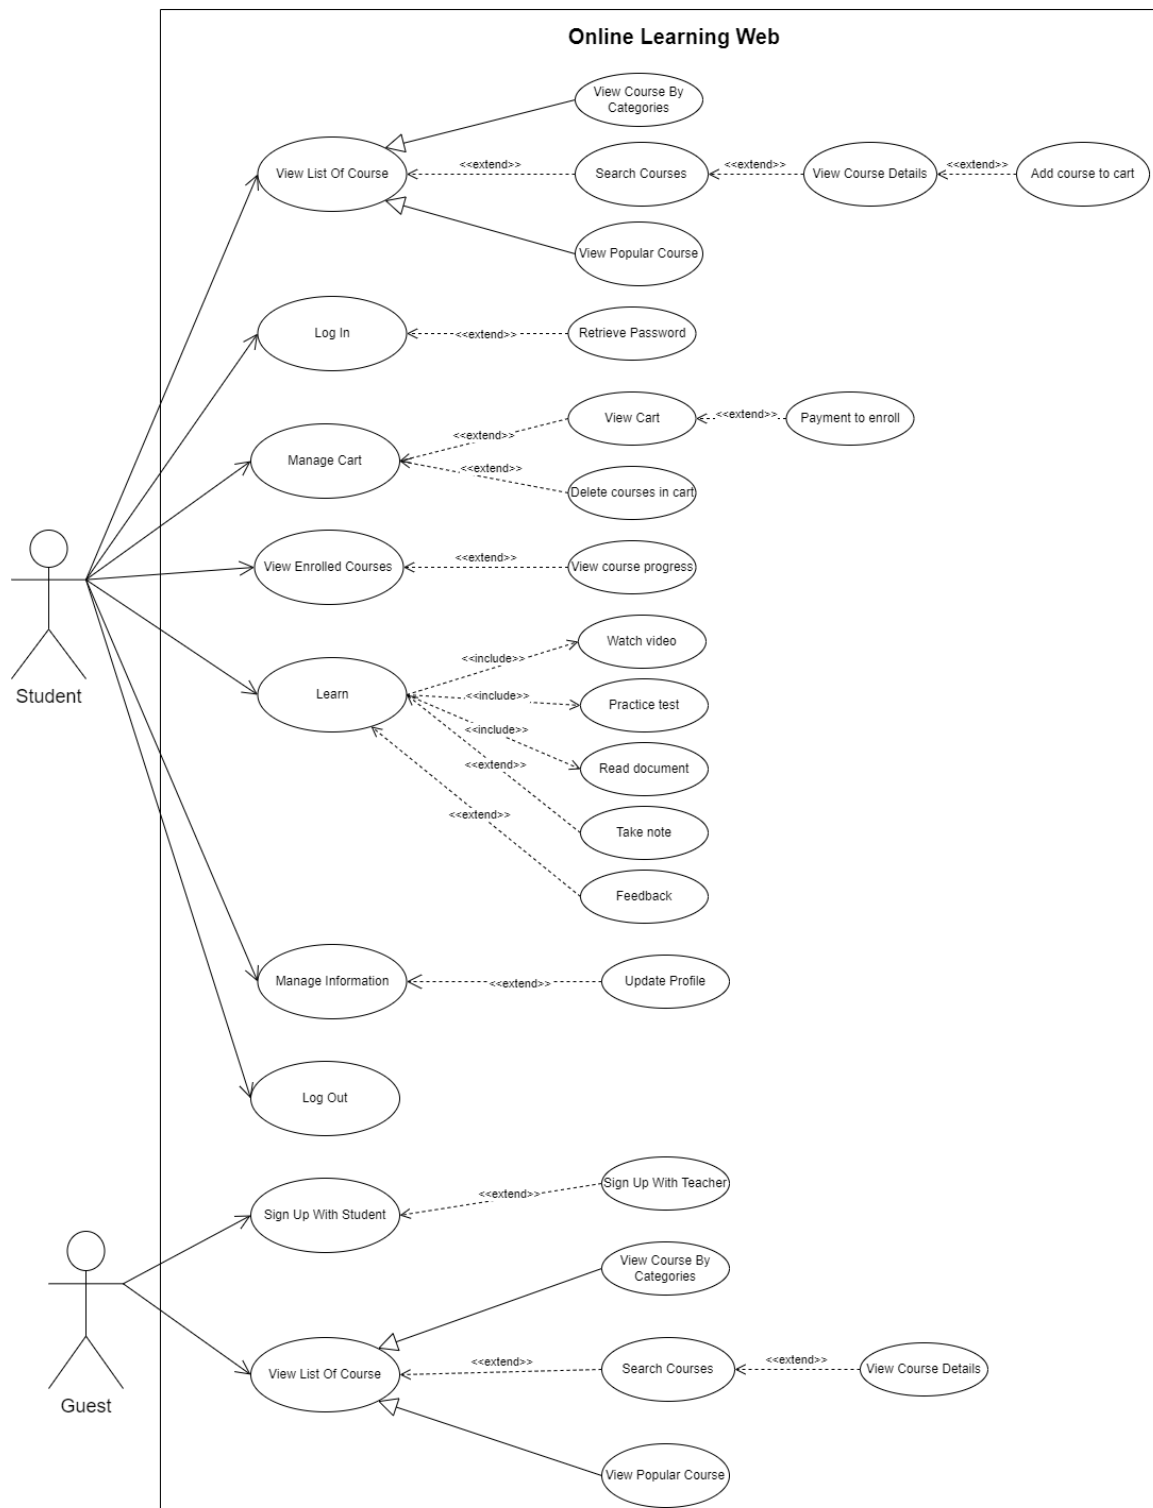 Online Learning Web
View Course By
Categories
View List Of Course
<<extend>>
Search Courses
<<extend>>
View Course Details
<<extend>>
Add course to cart
View Popular Course
Log In
<<extend>>
Retrieve Password
View Cart
<<extend>>
Payment to enroll
Manage Cart
<<extend>>
<<extend>>
Delete courses in cart
View Enrolled Courses
<<extend>>
View course progress
Student
Learn
<<include>>
Watch video
<<include>>
Practice test
<<include>>
Read document
<<extend>>
Take note
<<extend>>
Feedback
Manage Information
<<extend>>
Update Profile
Log Out
Sign Up With Student
<<extend>>
Sign Up With Teacher
Guest
View Course By
Categories
View List Of Course
<<extend>>
Search Courses
<<extend>>
View Course Details
View Popular Course